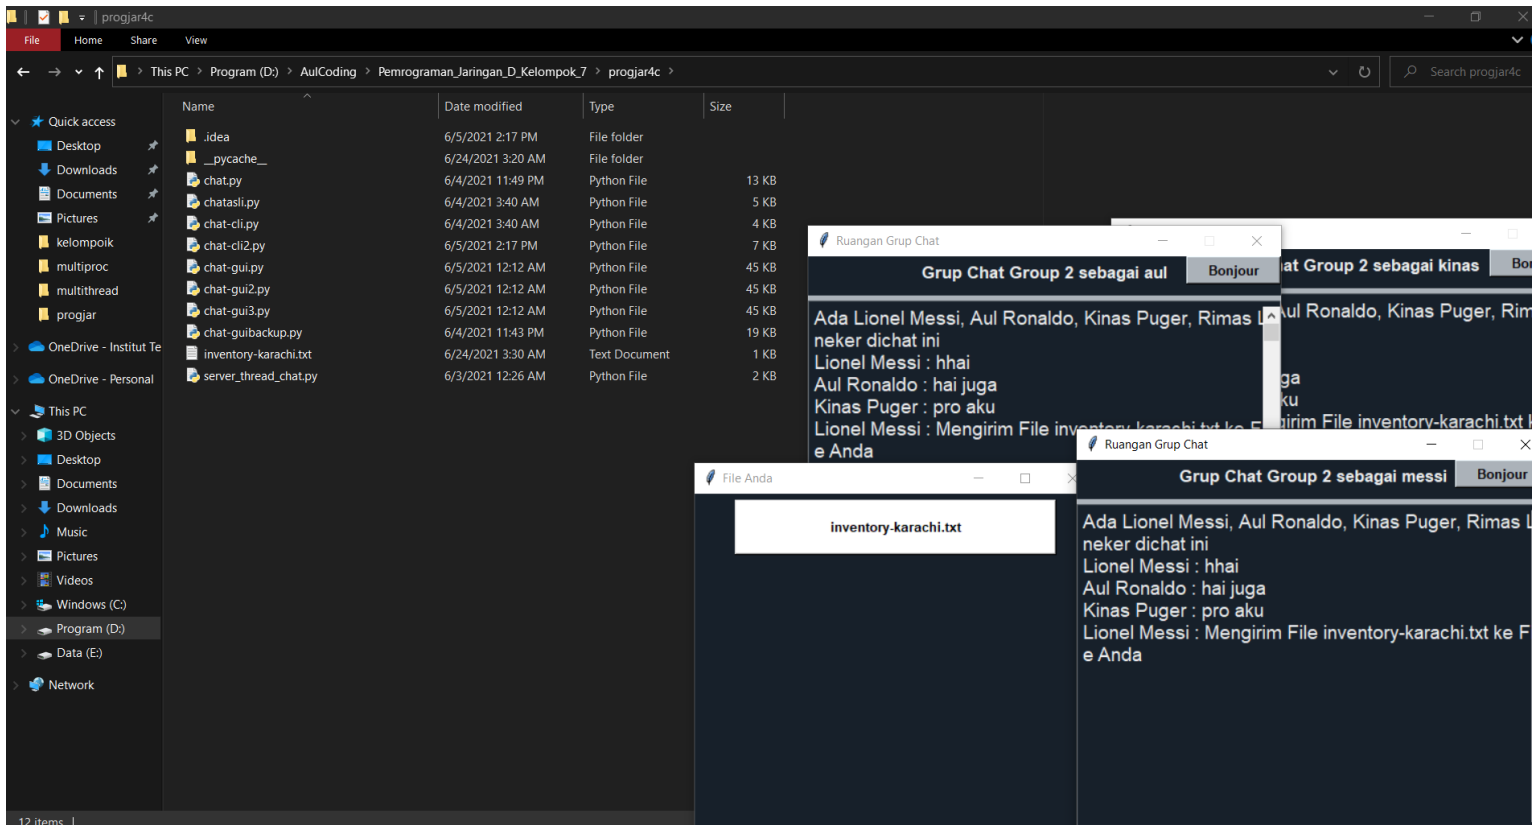 progjar4c
File Home Share View
This PC > Program (D:) > AulCoding > Pemrograman_Jaringan_D_Kelompok_7 > progjar4c >
Search progjar4c
Name Date modified Type Size
Quick access
Desktop
Downloads
Documents
Pictures
kelompoik
multiproc
multithread
progjar
OneDrive - Institut Te
OneDrive - Personal
This PC
3D Objects
Desktop
Documents
Downloads
Music
Pictures
Videos
Windows (C:)
Program (D:)
Data (E:)
Network
.idea 6/5/2021 2:17 PM File folder
__pycache__ 6/24/2021 3:20 AM File folder
chat.py 6/4/2021 11:49 PM Python File 13 KB
chatasli.py 6/4/2021 3:40 AM Python File 5 KB
chat-cli.py 6/4/2021 3:40 AM Python File 4 KB
chat-cli2.py 6/5/2021 2:17 PM Python File 7 KB
chat-gui.py 6/5/2021 12:12 AM Python File 45 KB
chat-gui2.py 6/5/2021 12:12 AM Python File 45 KB
chat-gui3.py 6/5/2021 12:12 AM Python File 45 KB
chat-guibackup.py 6/4/2021 11:43 PM Python File 19 KB
inventory-karachi.txt 6/24/2021 3:30 AM Text Document 1 KB
server_thread_chat.py 6/3/2021 12:26 AM Python File 2 KB
12 items
Ruangan Grup Chat
Grup Chat Group 2 sebagai aul Bonjour
Ada Lionel Messi, Aul Ronaldo, Kinas Puger, Rimas L
neker dichat ini
Lionel Messi : hhai
Aul Ronaldo : hai juga
Kinas Puger : pro aku
Lionel Messi : Mengirim File inventory-karachi.txt ke F
e Anda
at Group 2 sebagai kinas Bon
Aul Ronaldo, Kinas Puger, Rim
ga
ku
girim File inventory-karachi.txt
File Anda
inventory-karachi.txt
Ruangan Grup Chat
Grup Chat Group 2 sebagai messi Bonjour
Ada Lionel Messi, Aul Ronaldo, Kinas Puger, Rimas L
neker dichat ini
Lionel Messi : hhai
Aul Ronaldo : hai juga
Kinas Puger : pro aku
Lionel Messi : Mengirim File inventory-karachi.txt ke F
e Anda